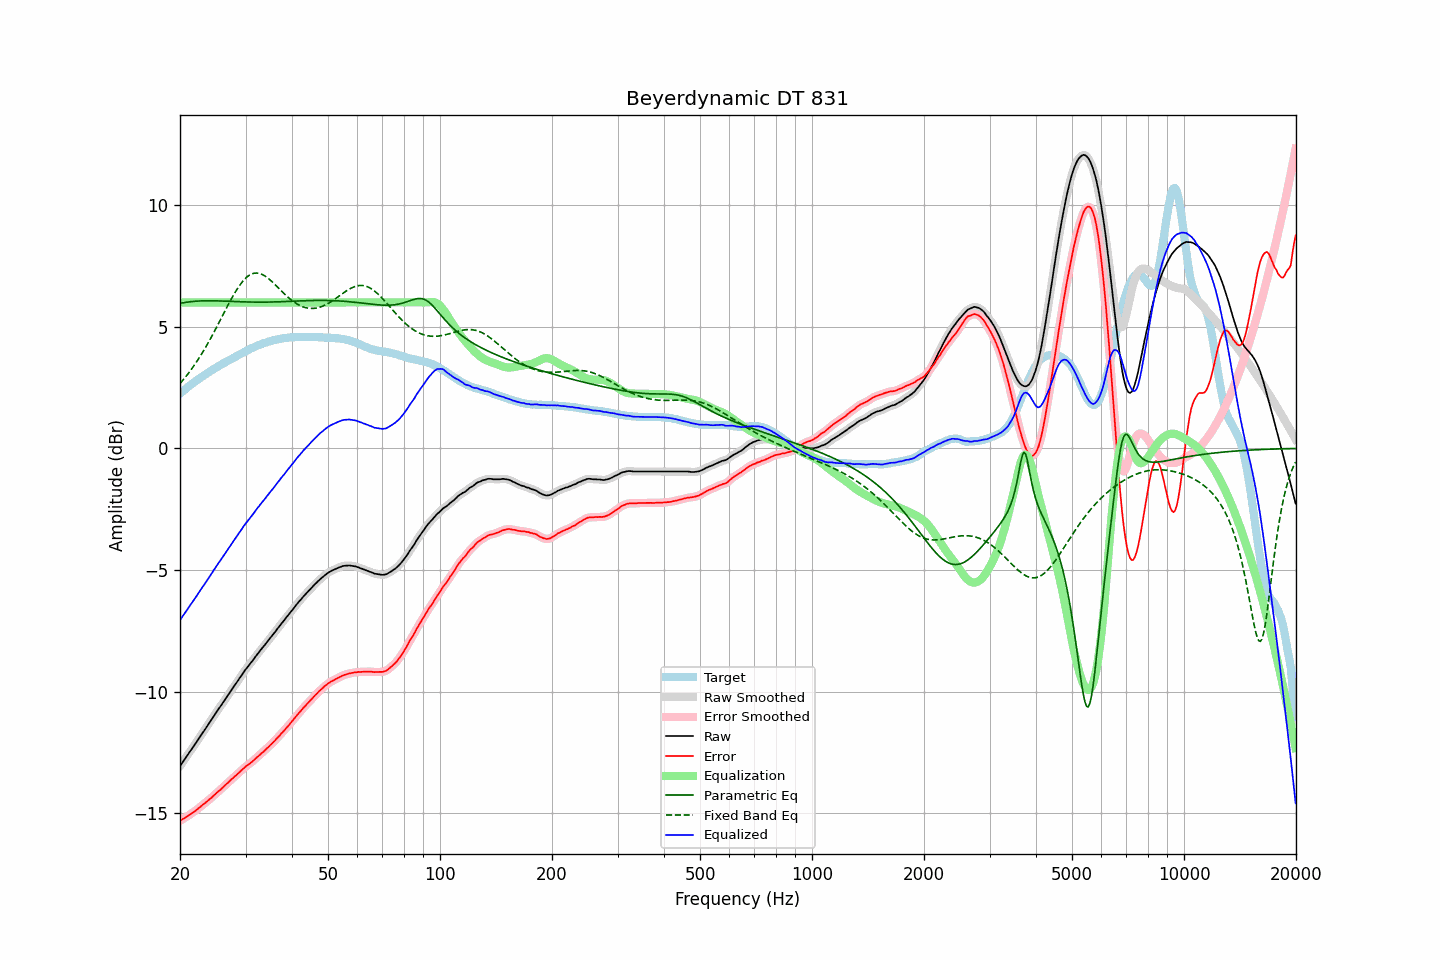 Beyerdynamic DT 831
Amplitude (dBr)
10
5
0
−5
−10
−15
Target
Raw Smoothed
Error Smoothed
Raw
Error
Equalization
Parametric Eq
Fixed Band Eq
Equalized
20 50 100 200 500 1000 2000 5000 10000 20000
Frequency (Hz)